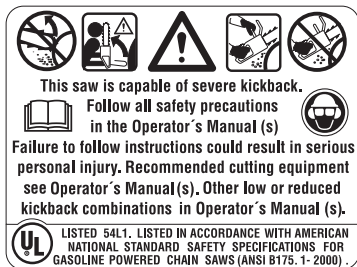 This saw is capable of severe kickback.
Follow all safety precautions
in the Operator´s Manual (s)
Failure to follow instructions could result in serious
personal injury. Recommended cutting equipment
see Operator´s Manual(s). Other low or reduced
kickback combinations in Operator´s Manual (s).
UL
LISTED 54L1. LISTED IN ACCORDANCE WITH AMERICAN
NATIONAL STANDARD SAFETY SPECIFICATIONS FOR
GASOLINE POWERED CHAIN SAWS (ANSI B175. 1- 2000) .